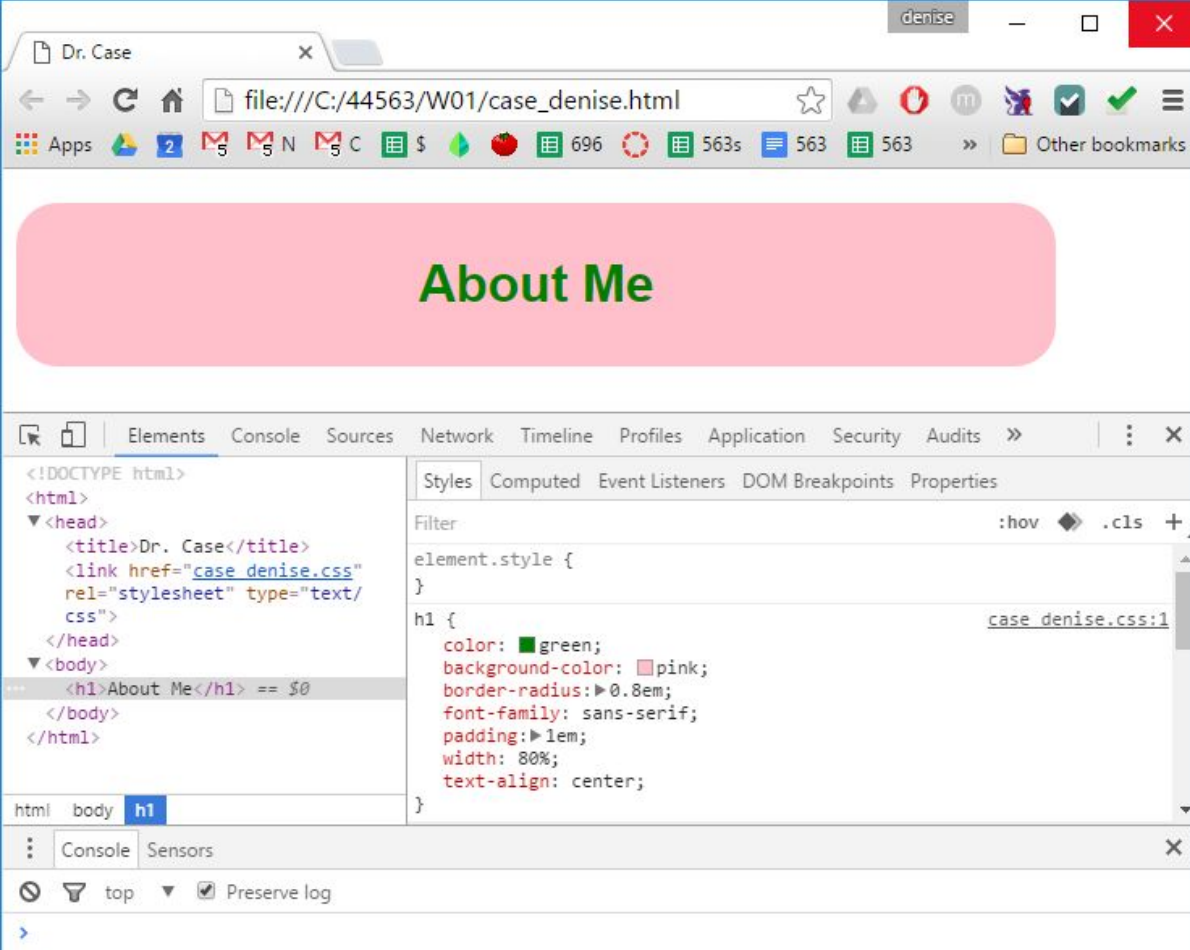 denise
Dr. Case
file:///C:/44563/W01/case_denise.html
Apps 2 5 5 N 5 C $ 696 563s 563 563 » Other bookmarks
About Me
Elements Console Sources Network Timeline Profiles Application Security Audits »
<!DOCTYPE html>
<html>
<head>
<title>Dr. Case</title>
<link href="case_denise.css"
rel="stylesheet" type="text/
css">
</head>
<body>
<h1>About Me</h1> == $0
</body>
</html>
html body h1
Styles Computed Event Listeners DOM Breakpoints Properties
Filter :hov .cls +
element.style {
}
h1 { case_denise.css:1
color: green;
background-color: pink;
border-radius: 0.8em;
font-family: sans-serif;
padding: 1em;
width: 80%;
text-align: center;
}
Console Sensors
top Preserve log
>